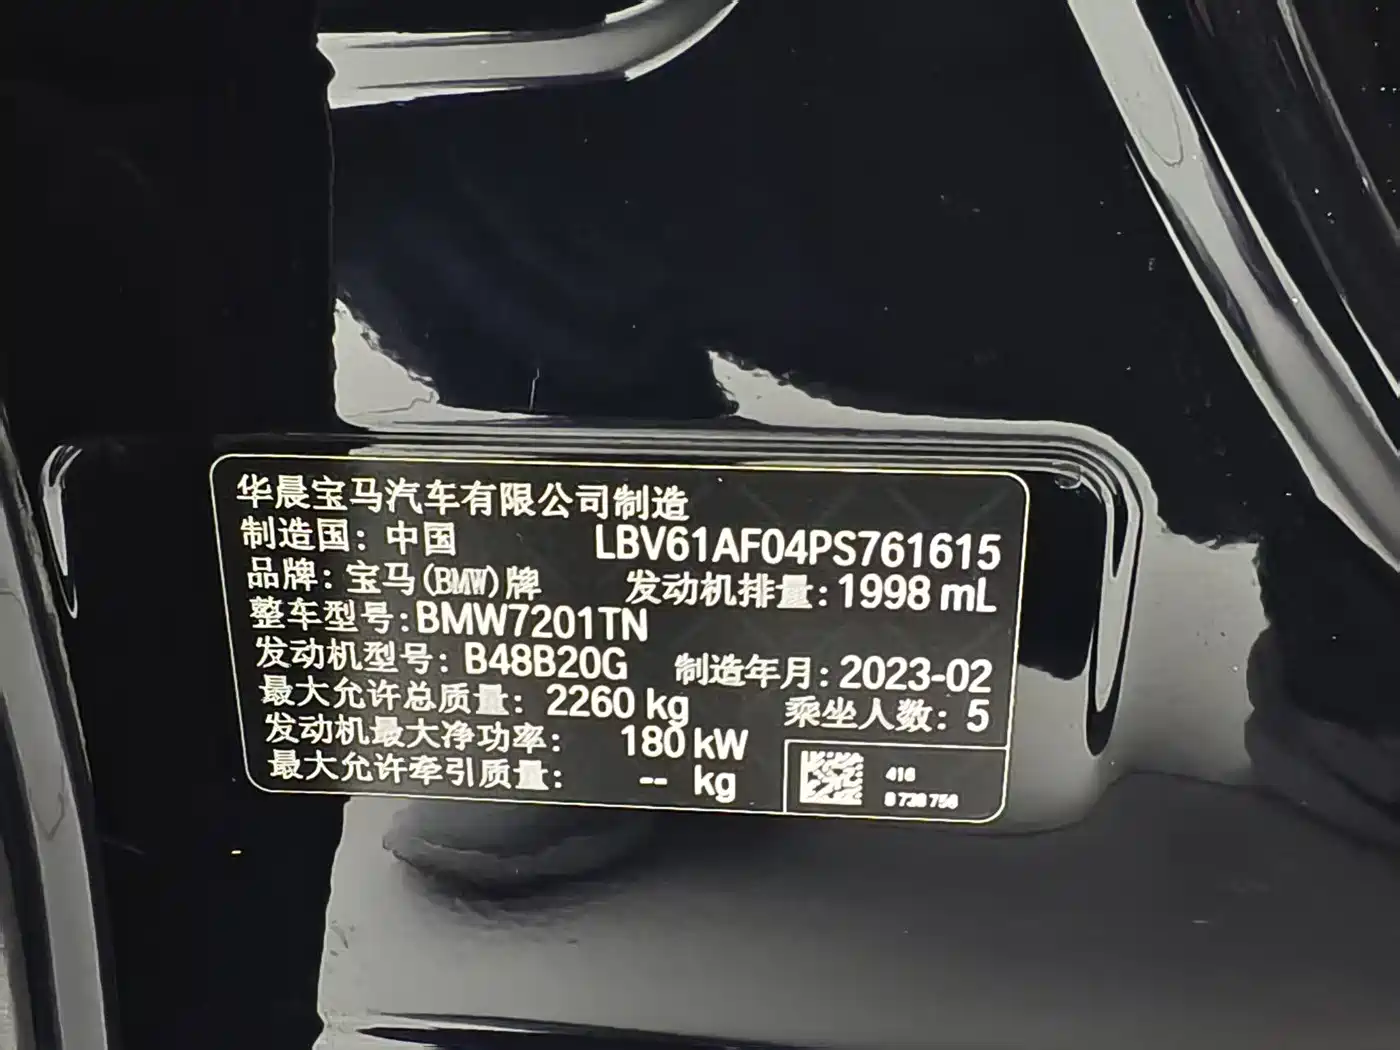 华晨宝马汽车有限公司制造
制造国：中国 LBV61AF04PS761615
品牌：宝马(BMW)牌 发动机排量：1998 mL
整车型号：BMW7201TN
发动机型号：B48B20G 制造年月：2023-02
最大允许总质量：2260 kg 乘坐人数：5
发动机最大净功率：180 kW
最大允许牵引质量：-- kg
416